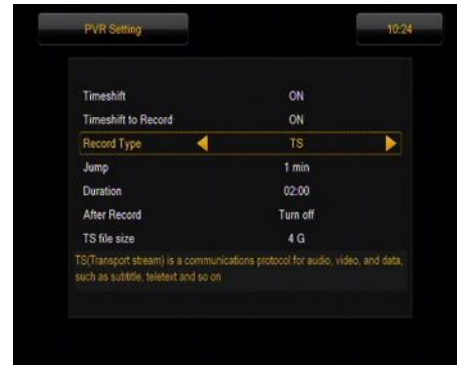 PVR Setting 10:24
Timeshift ON
Timeshift to Record ON
Record Type TS
Jump 1 min
Duration 02:00
After Record Turn off
TS file size 4 G
TS(Transport stream) is a communications protocol for audio, video, and data,
such as subtitle, teletext and so on